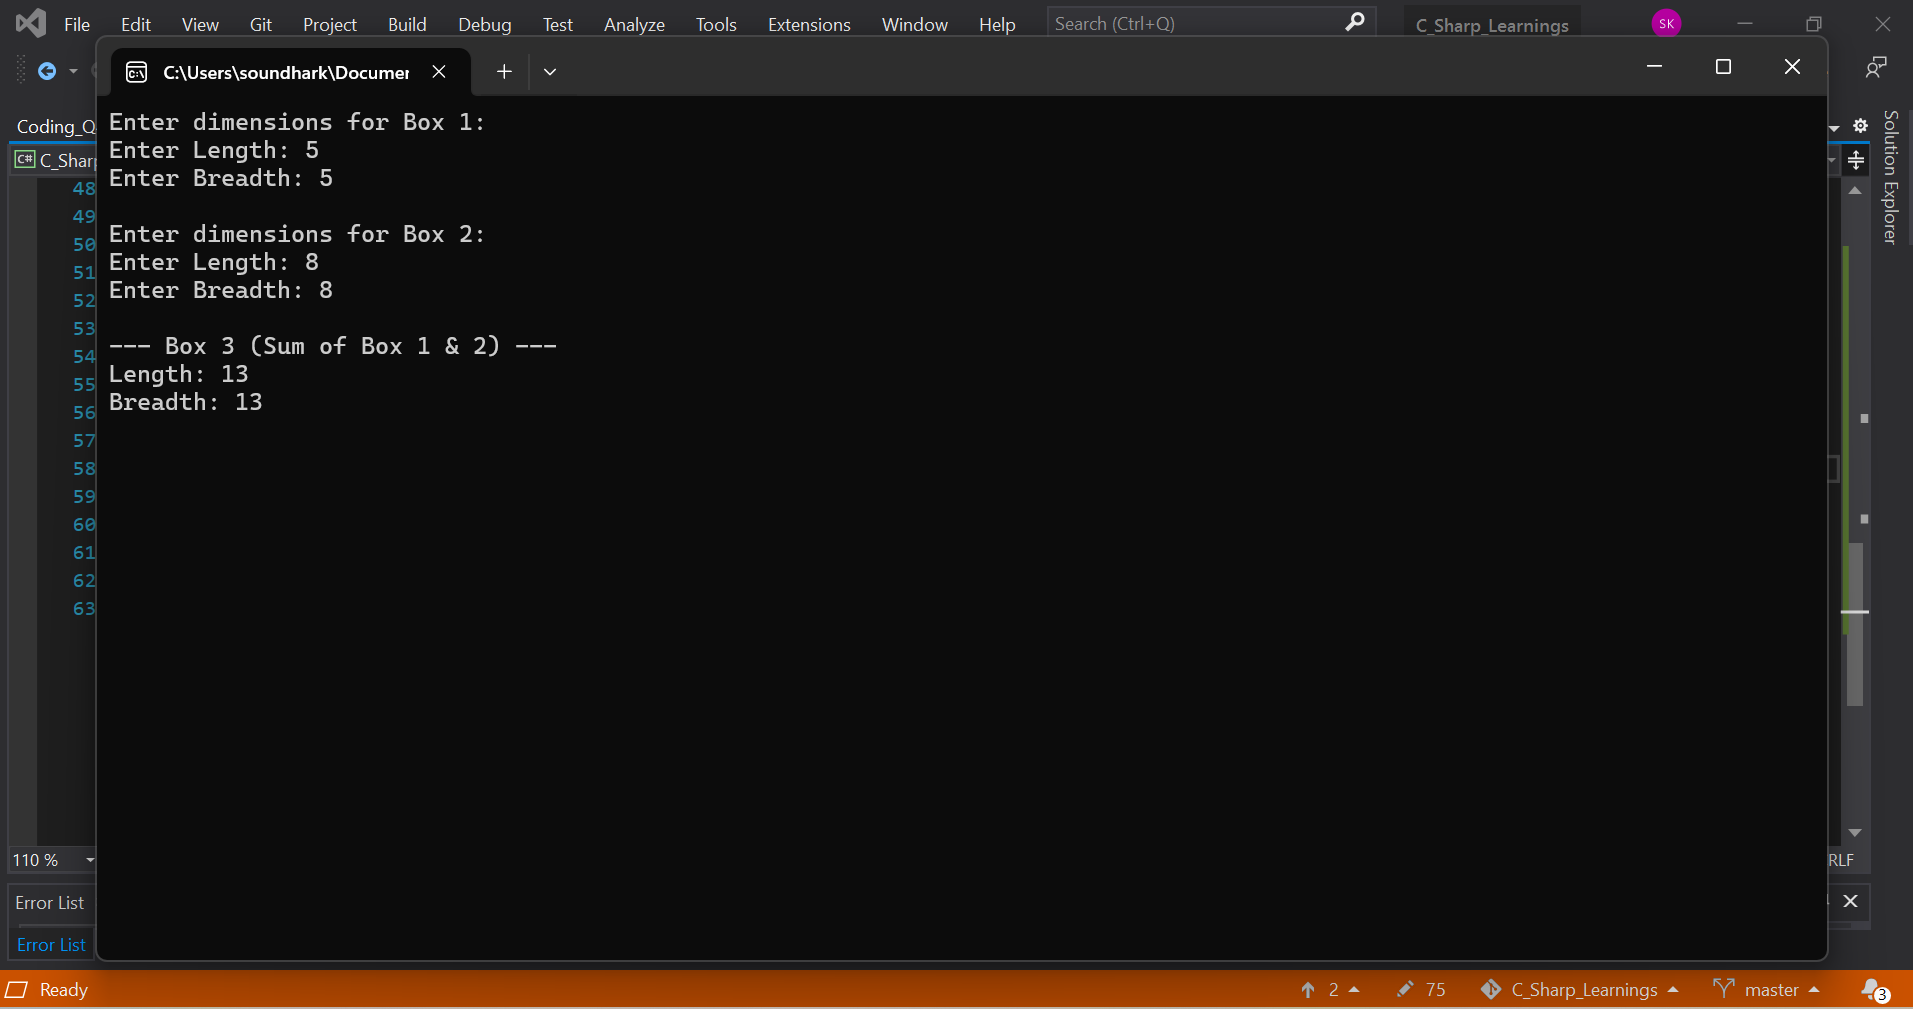 File Edit View Git Project Build Debug Test Analyze Tools Extensions Window Help Search (Ctrl+Q) C_Sharp_Learnings SK
C:\Users\soundhark\Documer
Coding_Q
C# C_Shar
Solution Explorer
48
49
50
51
52
53
54
55
56
57
58
59
60
61
62
63
Enter dimensions for Box 1:
Enter Length: 5
Enter Breadth: 5
Enter dimensions for Box 2:
Enter Length: 8
Enter Breadth: 8
--- Box 3 (Sum of Box 1 & 2) ---
Length: 13
Breadth: 13
110 % RLF
Error List
Error List
Ready 2 75 C_Sharp_Learnings master 3